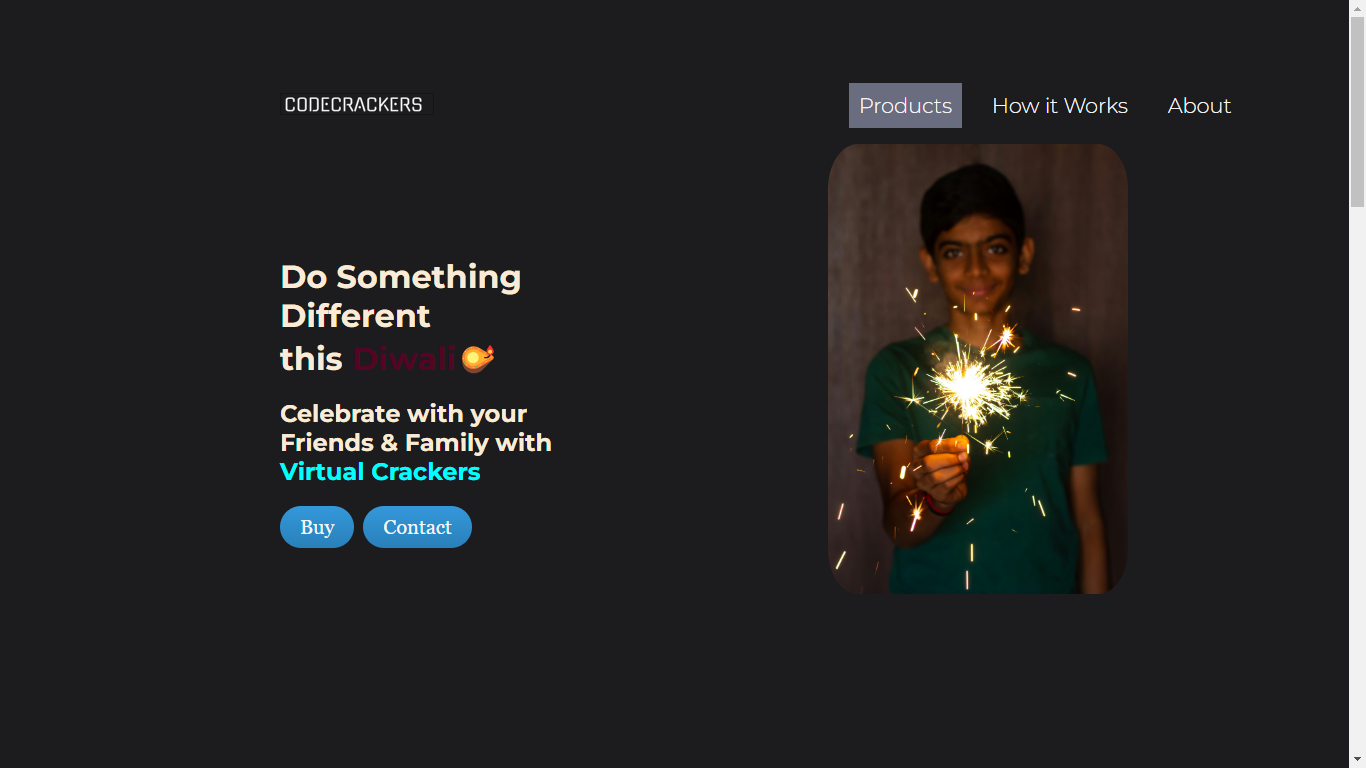 CODECRACKERS
Products
How it Works
About
Do Something
Different
this Diwali
Celebrate with your
Friends & Family with
Virtual Crackers
Buy
Contact